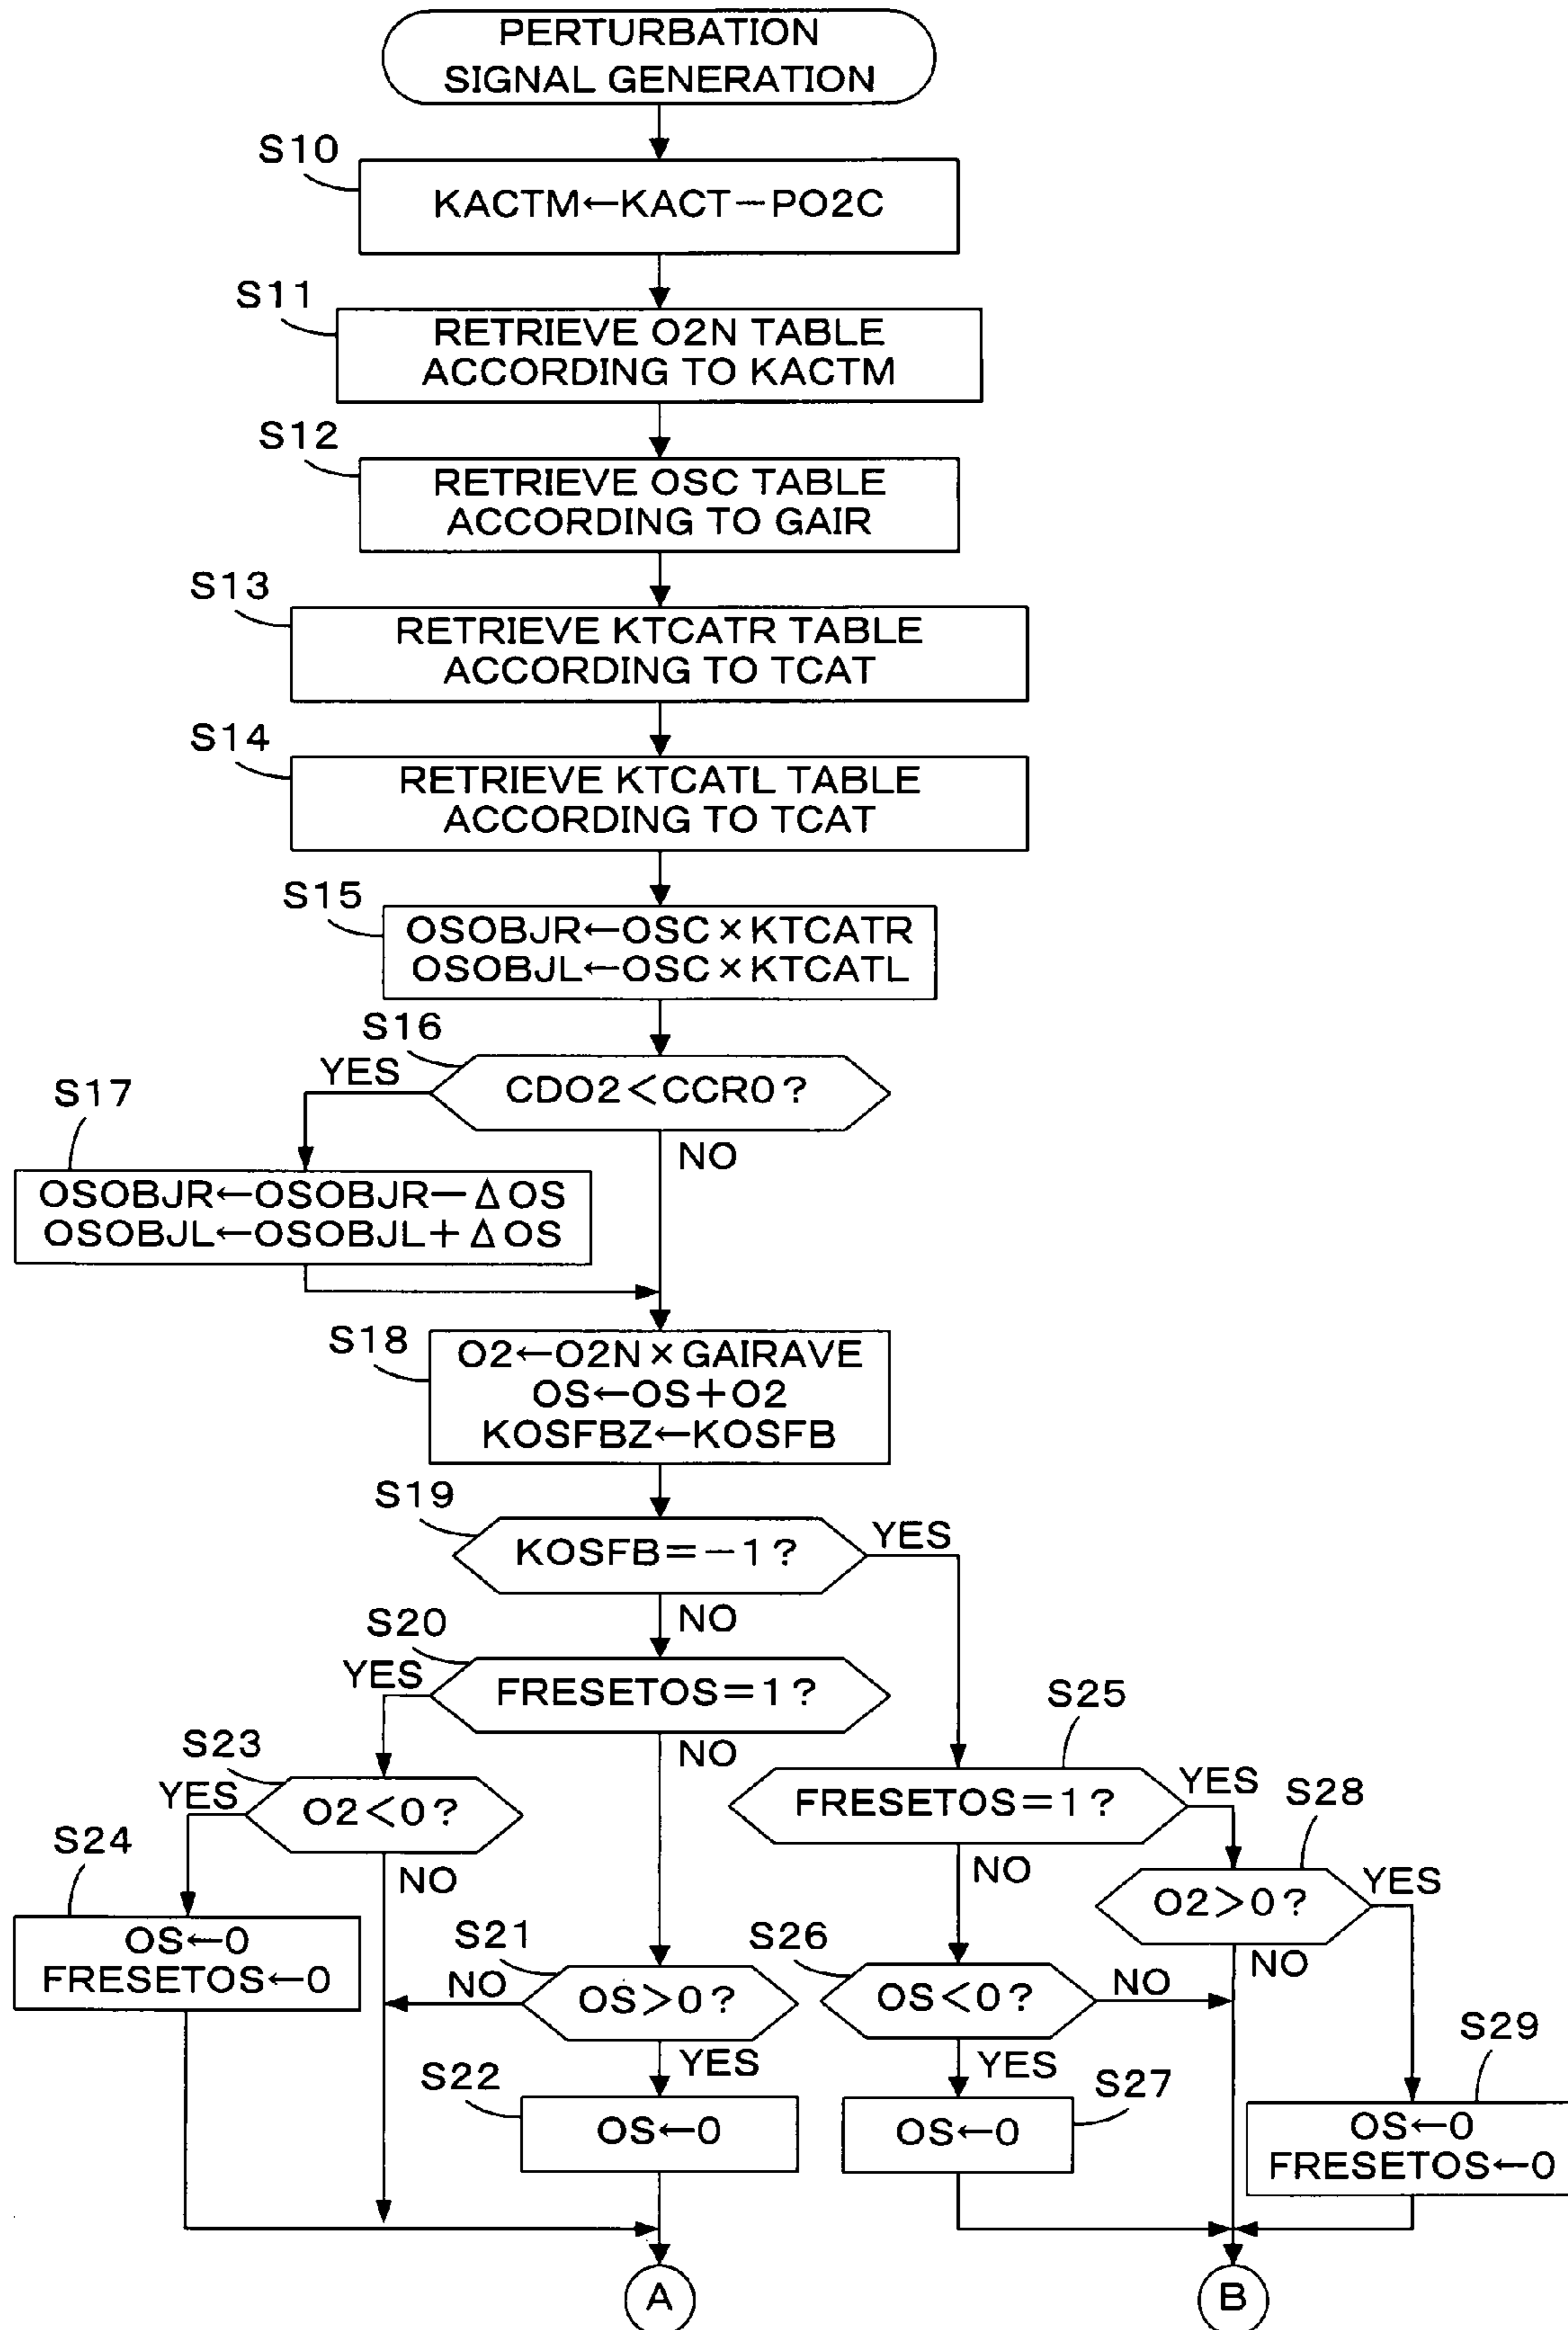 PERTURBATION
SIGNAL GENERATION
S10
KACTM←KACT−PO2C
S11
RETRIEVE O2N TABLE
ACCORDING TO KACTM
S12
RETRIEVE OSC TABLE
ACCORDING TO GAIR
S13
RETRIEVE KTCATR TABLE
ACCORDING TO TCAT
S14
RETRIEVE KTCATL TABLE
ACCORDING TO TCAT
S15
OSOBJR←OSC×KTCATR
OSOBJL←OSC×KTCATL
S16
CDO2<CCR0?
YES
NO
S17
OSOBJR←OSOBJR−ΔOS
OSOBJL←OSOBJL+ΔOS
S18
O2←O2N×GAIRAVE
OS←OS+O2
KOSFBZ←KOSFB
S19
KOSFB=−1?
YES
NO
S20
FRESETOS=1?
YES
NO
S25
FRESETOS=1?
YES
NO
S23
O2<0?
YES
NO
S28
O2>0?
YES
NO
S24
OS←0
FRESETOS←0
S21
OS>0?
NO
YES
S26
OS<0?
NO
YES
S22
OS←0
S27
OS←0
S29
OS←0
FRESETOS←0
A
B